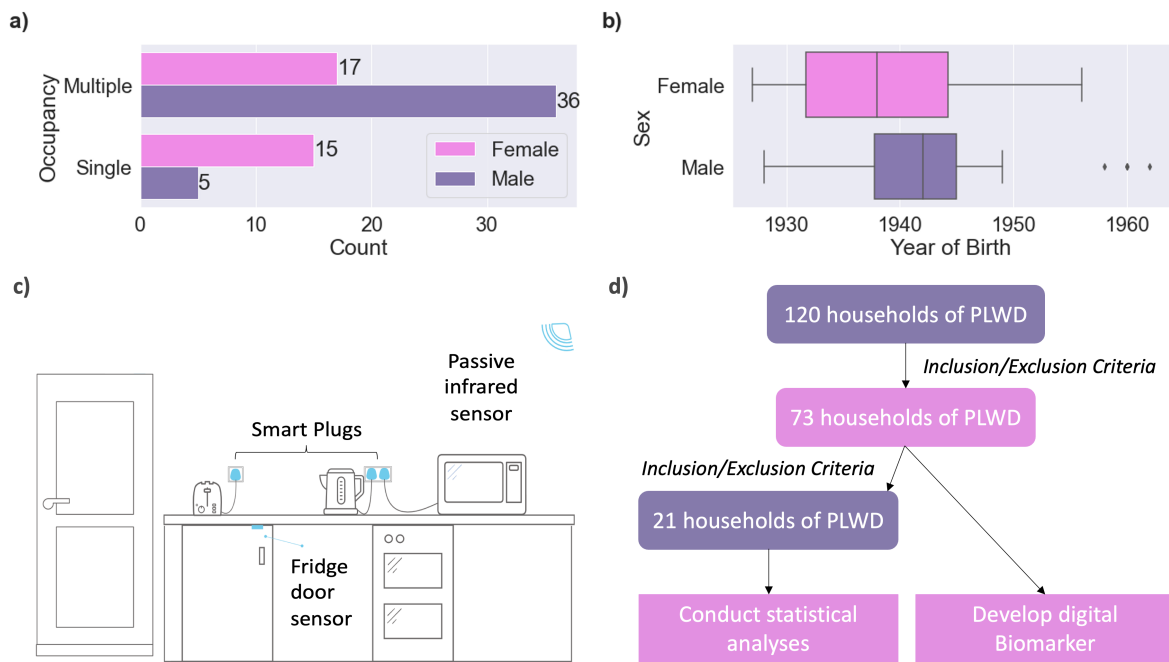 a)
Occupancy
Multiple
Single
17
36
15
5
Female
Male
0
10
20
30
Count
b)
Sex
Female
Male
1930
1940
1950
1960
Year of Birth
c)
Passive
infrared
sensor
Smart Plugs
Fridge
door
sensor
d)
120 households of PLWD
Inclusion/Exclusion Criteria
73 households of PLWD
Inclusion/Exclusion Criteria
21 households of PLWD
Conduct statistical
analyses
Develop digital
Biomarker